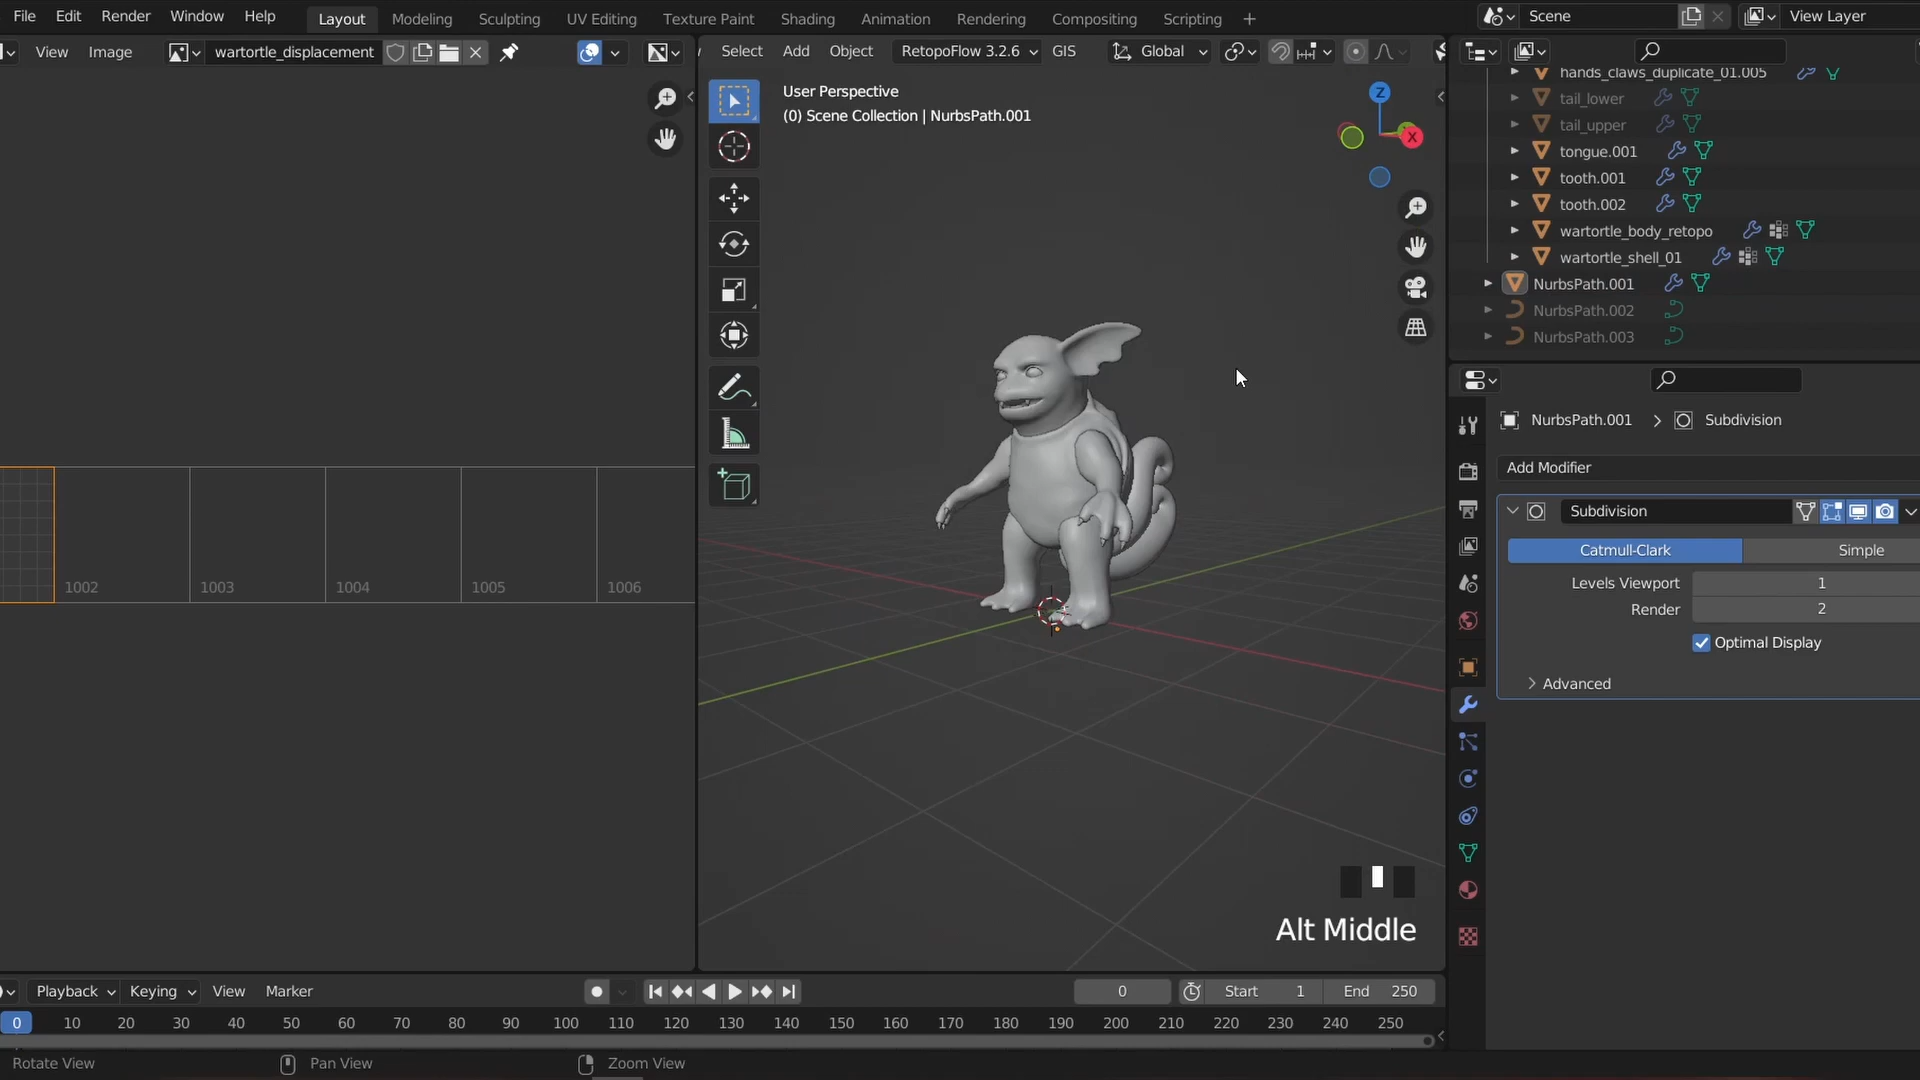 File Edit Render Window Help Layout Modeling Sculpting UV Editing Texture Paint Shading Animation Rendering Compositing Scripting + Scene View Layer
View Image wartortle_displacement Select Add Object RetopoFlow 3.2.6 GIS Global
User Perspective
(0) Scene Collection | NurbsPath.001
Z
X
hands_claws_duplicate_01.005
tail_lower
tail_upper
tongue.001
tooth.001
tooth.002
wartortle_body_retopo
wartortle_shell_01
NurbsPath.001
NurbsPath.002
NurbsPath.003
NurbsPath.001 > Subdivision
Add Modifier
Subdivision
Catmull-Clark Simple
Levels Viewport 1
Render 2
Optimal Display
Advanced
1002 1003 1004 1005 1006
Alt Middle
Playback Keying View Marker 0 Start 1 End 250
0 10 20 30 40 50 60 70 80 90 100 110 120 130 140 150 160 170 180 190 200 210 220 230 240 250
Rotate View Pan View Zoom View